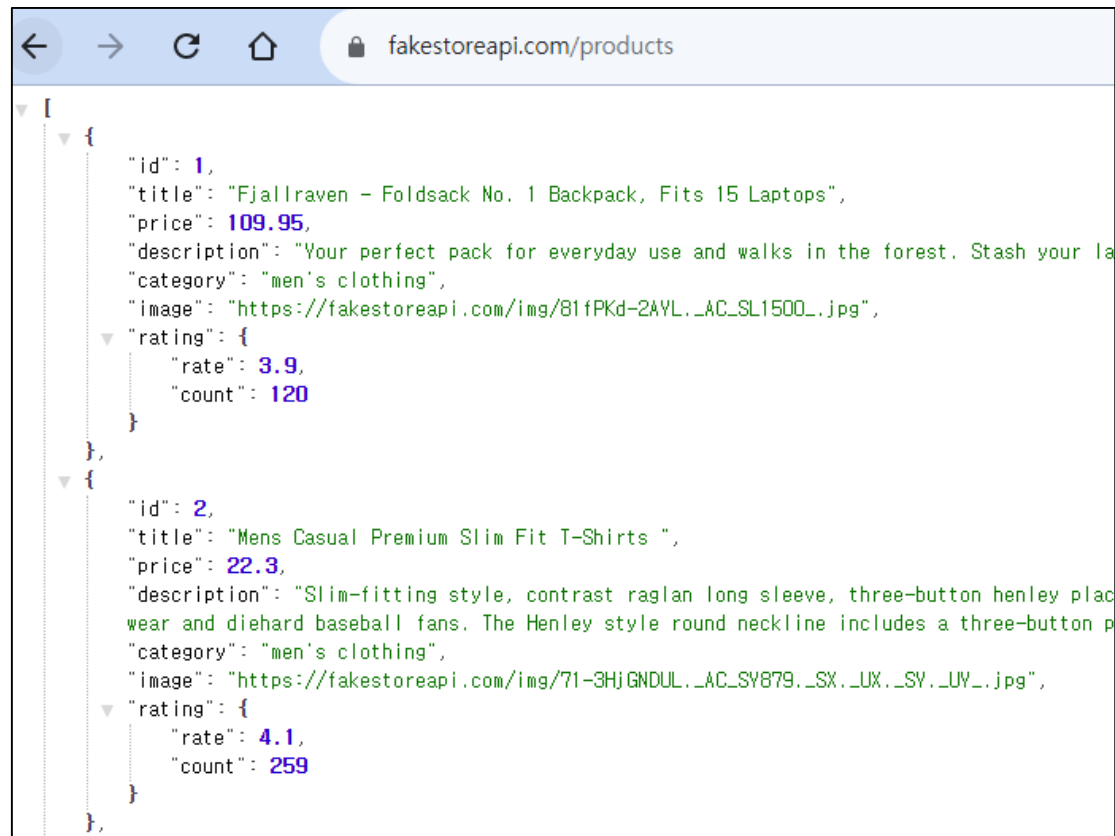 fakestoreapi.com/products
[
{
"id": 1,
"title": "Fjallraven - Foldsack No. 1 Backpack, Fits 15 Laptops",
"price": 109.95,
"description": "Your perfect pack for everyday use and walks in the forest. Stash your la
"category": "men's clothing",
"image": "https://fakestoreapi.com/img/81fPKd-2AYL._AC_SL1500_.jpg",
"rating": {
"rate": 3.9,
"count": 120
}
},
{
"id": 2,
"title": "Mens Casual Premium Slim Fit T-Shirts ",
"price": 22.3,
"description": "Slim-fitting style, contrast raglan long sleeve, three-button henley plac
wear and diehard baseball fans. The Henley style round neckline includes a three-button p
"category": "men's clothing",
"image": "https://fakestoreapi.com/img/71-3HjGNDUL._AC_SY879._SX._UX._SY._UY_.jpg",
"rating": {
"rate": 4.1,
"count": 259
}
},